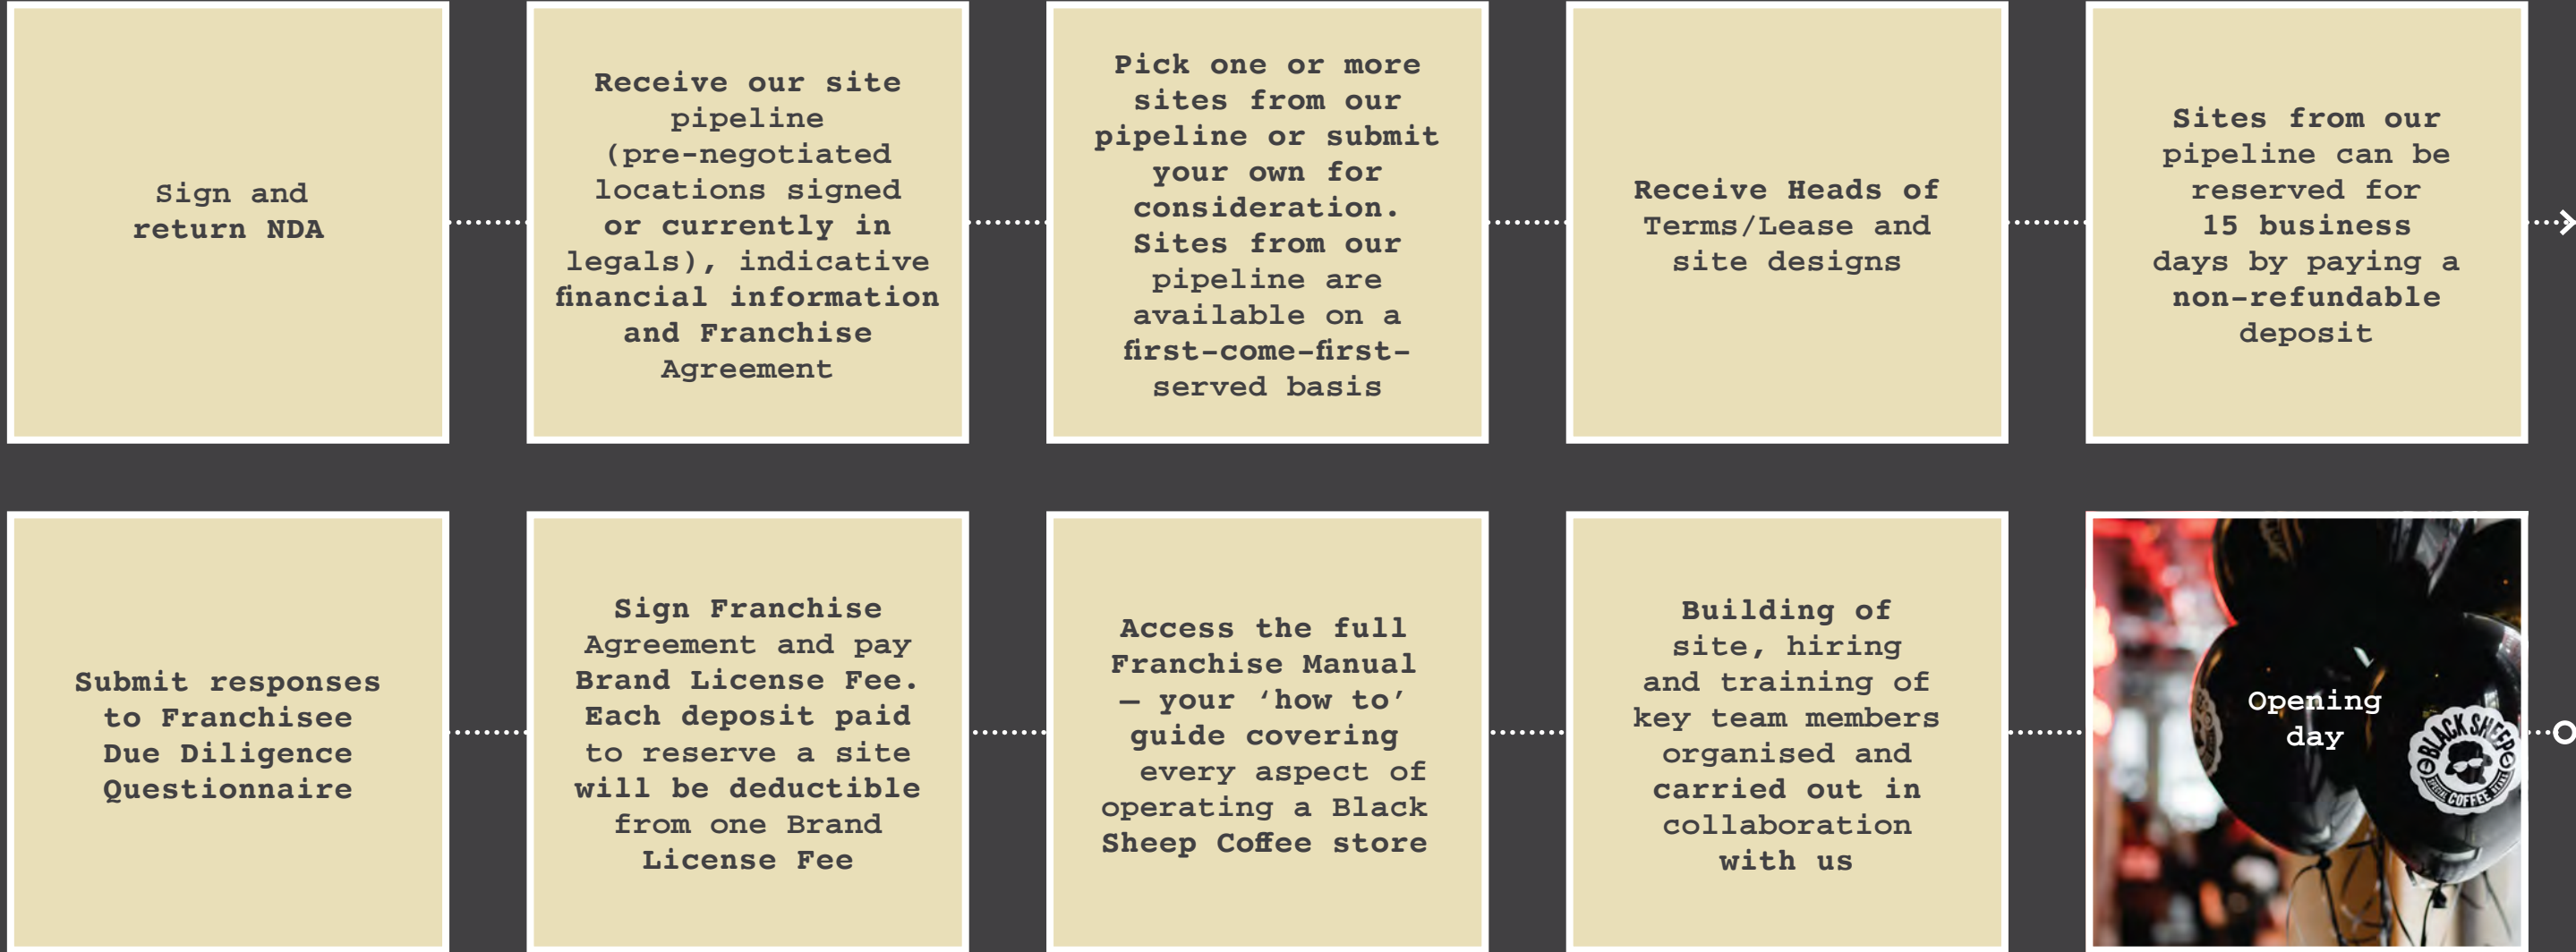 Sign and
return NDA
Receive our site
pipeline
(pre-negotiated
locations signed
or currently in
legals), indicative
financial information
and Franchise
Agreement
Pick one or more
sites from our
pipeline or submit
your own for
consideration.
Sites from our
pipeline are
available on a
first-come-first-
served basis
Receive Heads of
Terms/Lease and
site designs
Sites from our
pipeline can be
reserved for
15 business
days by paying a
non-refundable
deposit
Submit responses
to Franchisee
Due Diligence
Questionnaire
Sign Franchise
Agreement and pay
Brand License Fee.
Each deposit paid
to reserve a site
will be deductible
from one Brand
License Fee
Access the full
Franchise Manual
— your ‘how to’
guide covering
every aspect of
operating a Black
Sheep Coffee store
Building of
site, hiring
and training of
key team members
organised and
carried out in
collaboration
with us
Opening
day
BLACK SHEEP
COFFEE